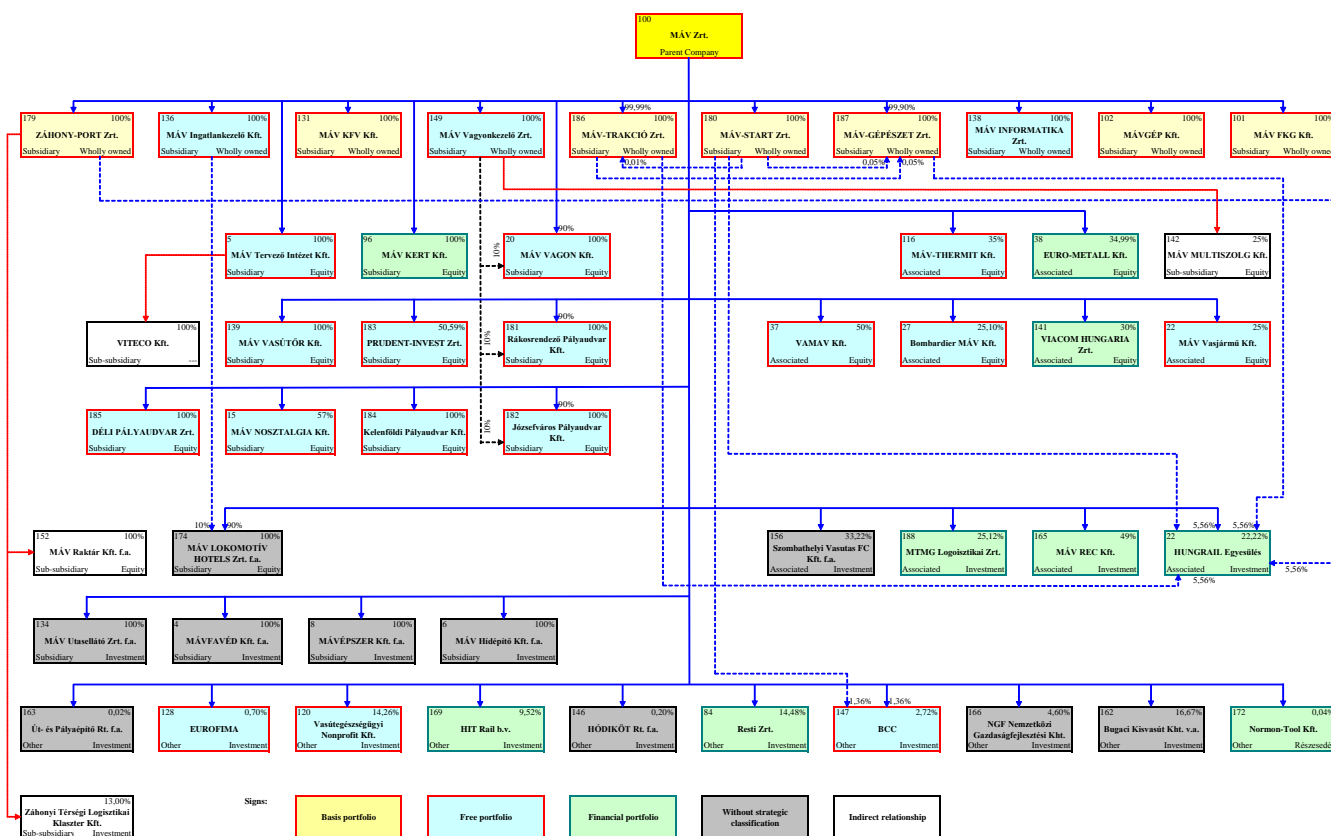 100
MÁV Zrt.
Parent Company
99,99%
99,90%
179 100%
ZÁHONY-PORT Zrt.
Subsidiary Wholly owned
136 100%
MÁV Ingatlankezelő Kft.
Subsidiary Wholly owned
131 100%
MÁV KFV Kft.
Subsidiary Wholly owned
149 100%
MÁV Vagyonkezelő Zrt.
Subsidiary Wholly owned
186 100%
MÁV-TRAKCIÓ Zrt.
Subsidiary Wholly owned
180 100%
MÁV-START Zrt.
Subsidiary Wholly owned
187 100%
MÁV-GÉPÉSZET Zrt.
Subsidiary Wholly owned
138 100%
MÁV INFORMATIKA
Zrt.
Subsidiary Wholly owned
102 100%
MÁVGÉP Kft.
Subsidiary Wholly owned
101 100%
MÁV FKG Kft.
Subsidiary Wholly owned
0,01%
0,05%
0,05%
5 100%
MÁV Tervező Intézet Kft.
Subsidiary Equity
96 100%
MÁV KERT Kft.
Subsidiary Equity
10%
90%
20 100%
MÁV VAGON Kft.
Subsidiary Equity
116 35%
MÁV-THERMIT Kft.
Associated Equity
38 34,99%
EURO-METALL Kft.
Associated Equity
142 25%
MÁV MULTISZOLG Kft.
Sub-subsidiary Equity
100%
VITECO Kft.
Sub-subsidiary ---
139 100%
MÁV VASÚTŐR Kft.
Subsidiary Equity
183 50,59%
PRUDENT-INVEST Zrt.
Subsidiary Equity
10%
90%
181 100%
Rákosrendező Pályaudvar
Kft.
Subsidiary Equity
37 50%
VAMAV Kft.
Associated Equity
27 25,10%
Bombardier MÁV Kft.
Associated Equity
141 30%
VIACOM HUNGARIA
Zrt.
Associated Equity
22 25%
MÁV Vasjármű Kft.
Associated Equity
185 100%
DÉLI PÁLYAUDVAR Zrt.
Subsidiary Equity
15 57%
MÁV NOSZTALGIA Kft.
Subsidiary Equity
184 100%
Kelenföldi Pályaudvar Kft.
Subsidiary Equity
10%
90%
182 100%
Józsefváros Pályaudvar
Kft.
Subsidiary Equity
152 100%
MÁV Raktár Kft. f.a.
Sub-subsidiary Equity
10% 90%
174 100%
MÁV LOKOMOTÍV
HOTELS Zrt. f.a.
Subsidiary Equity
156 33,22%
Szombathelyi Vasutas FC
Kft. f.a.
Associated Investment
188 25,12%
MTMG Logoisztikai Zrt.
Associated Investment
165 49%
MÁV REC Kft.
Associated Investment
5,56% 5,56%
22 22,22%
HUNGRAIL Egyesülés
Associated Investment
5,56%
5,56%
134 100%
MÁV Utasellátó Zrt. f.a.
Subsidiary Investment
4 100%
MÁVFAVÉD Kft. f.a.
Subsidiary Investment
8 100%
MÁVÉPSZER Kft. f.a.
Subsidiary Investment
6 100%
MÁV Hídépítő Kft. f.a.
Subsidiary Investment
163 0,02%
Út- és Pályaépítő Rt. f.a.
Other Investment
128 0,70%
EUROFIMA
Other Investment
120 14,26%
Vasútegészségügyi
Nonprofit Kft.
Other Investment
169 9,52%
HIT Rail b.v.
Other Investment
146 0,20%
HÓDIKÖT Rt. f.a.
Other Investment
84 14,48%
Resti Zrt.
Other Investment
1,36% 1,36%
147 2,72%
BCC
Other Investment
166 4,60%
NGF Nemzetközi
Gazdaságfejlesztési Kht.
Other Investment
162 16,67%
Bugaci Kisvasút Kht. v.a.
Other Investment
172 0,04%
Normon-Tool Kft.
Other Részesedé
13,00%
Záhonyi Térségi Logisztikai
Klaszter Kft.
Sub-subsidiary Investment
Signs:
Basis portfolio
Free portfolio
Financial portfolio
Without strategic
classification
Indirect relationship